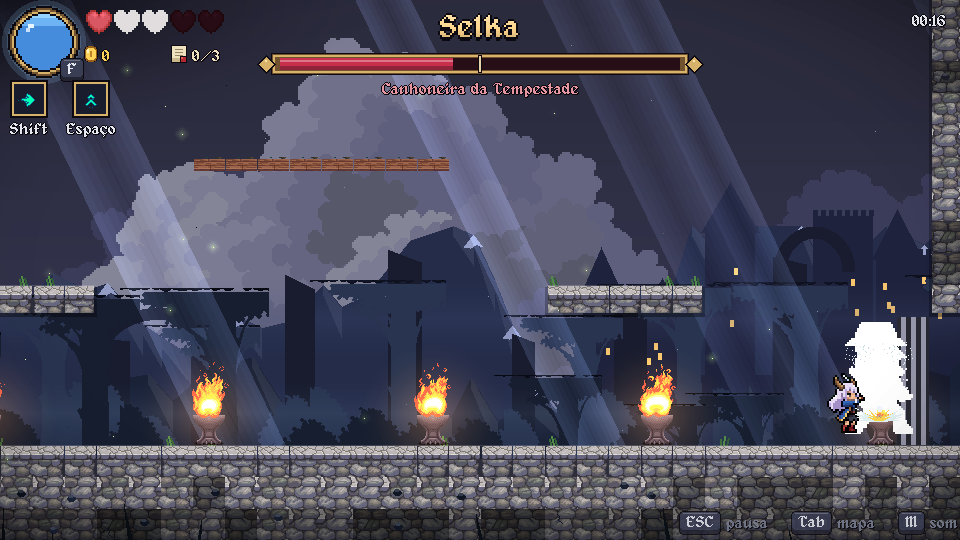 Selka
00:16
0
0/3
F
Canhoneira da Tempestade
Shift
Espaço
ESC pausa
Tab mapa
M som